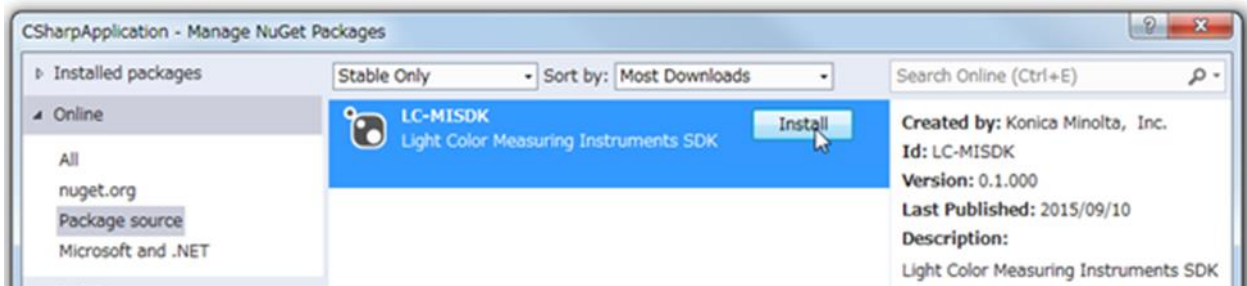 CSharpApplication - Manage NuGet Packages
Installed packages
Stable Only
Sort by: Most Downloads
Search Online (Ctrl+E)
Online
All
nuget.org
Package source
Microsoft and .NET
LC-MISDK
Light Color Measuring Instruments SDK
Install
Created by: Konica Minolta, Inc.
Id: LC-MISDK
Version: 0.1.000
Last Published: 2015/09/10
Description:
Light Color Measuring Instruments SDK